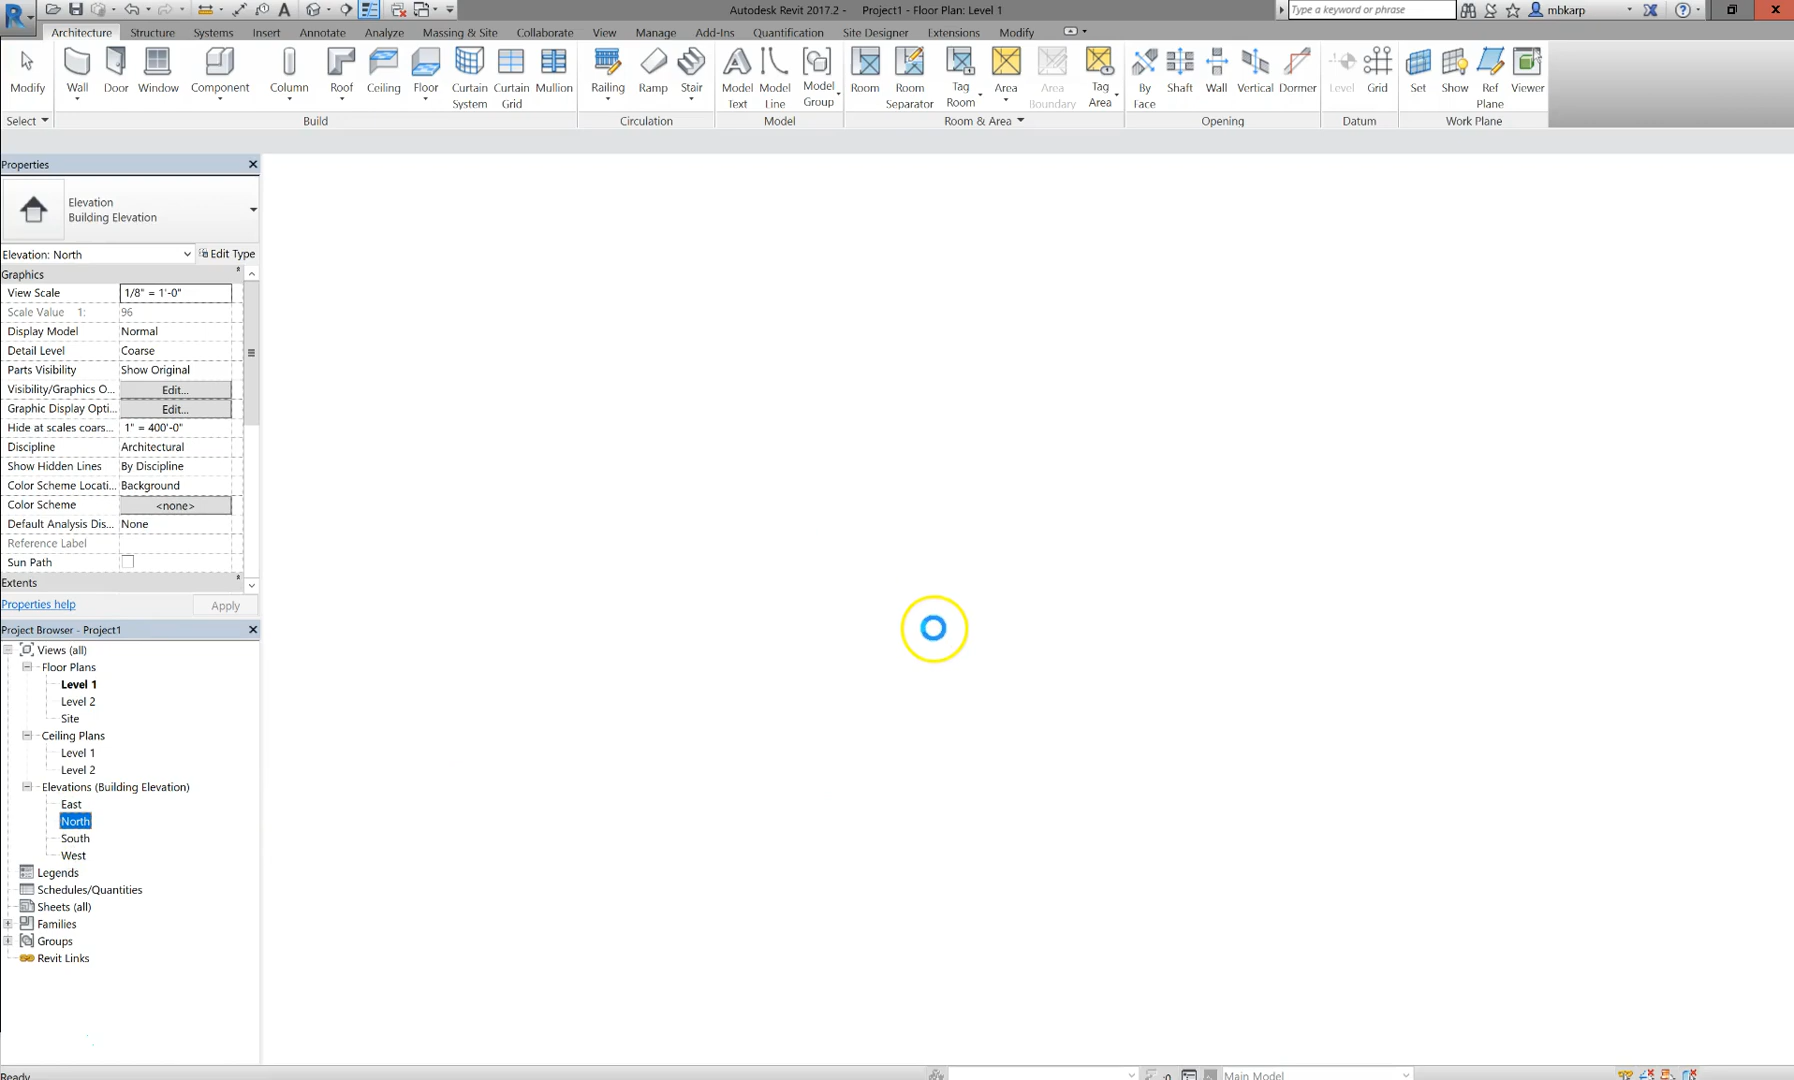 Autodesk Revit 2017.2 - Project1 - Floor Plan: Level 1
Type a keyword or phrase
mbkarp
Architecture Structure Systems Insert Annotate Analyze Massing & Site Collaborate View Manage Add-Ins Quantification Site Designer Extensions Modify
Modify
Wall
Door
Window
Component
Column
Roof
Ceiling
Floor
Curtain System
Curtain Grid
Mullion
Railing
Ramp
Stair
Model Text
Model Line
Model Group
Room
Room Separator
Tag Room
Area
Area Boundary
Tag Area
By Face
Shaft
Wall
Vertical
Dormer
Level
Grid
Set
Show
Ref Plane
Viewer
Select
Build
Circulation
Model
Room & Area
Opening
Datum
Work Plane
Properties
Elevation
Building Elevation
Elevation: North
Edit Type
Graphics
View Scale 1/8" = 1'-0"
Scale Value 1: 96
Display Model Normal
Detail Level Coarse
Parts Visibility Show Original
Visibility/Graphics O... Edit...
Graphic Display Opti... Edit...
Hide at scales coars... 1" = 400'-0"
Discipline Architectural
Show Hidden Lines By Discipline
Color Scheme Locati... Background
Color Scheme <none>
Default Analysis Dis... None
Reference Label
Sun Path
Extents
Properties help
Apply
Project Browser - Project1
Views (all)
Floor Plans
Level 1
Level 2
Site
Ceiling Plans
Level 1
Level 2
Elevations (Building Elevation)
East
North
South
West
Legends
Schedules/Quantities
Sheets (all)
Families
Groups
Revit Links
Ready
:0
Main Model